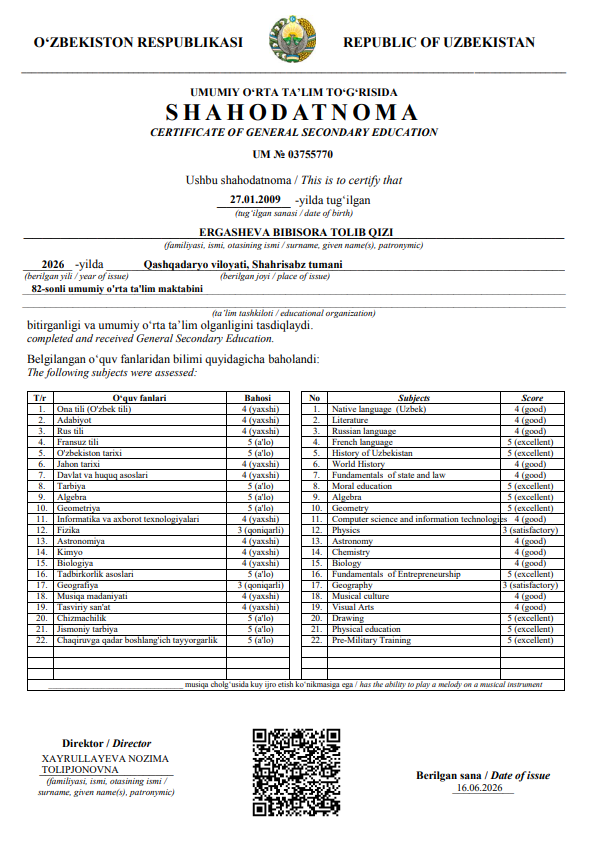 O‘ZBEKISTON RESPUBLIKASI REPUBLIC OF UZBEKISTAN
UMUMIY O‘RTA TA’LIM TO‘G‘RISIDA
SHAHODATNOMA
CERTIFICATE OF GENERAL SECONDARY EDUCATION
UM № 03755770
Ushbu shahodatnoma / This is to certify that
27.01.2009 -yilda tug‘ilgan
(tug‘ilgan sanasi / date of birth)
ERGASHEVA BIBISORA TOLIB QIZI
(familiyasi, ismi, otasining ismi / surname, given name(s), patronymic)
2026 -yilda Qashqadaryo viloyati, Shahrisabz tumani
(berilgan yili / year of issue) (berilgan joyi / place of issue)
82-sonli umumiy o'rta ta'lim maktabini
(ta’lim tashkiloti / educational organization)
bitirganligi va umumiy o‘rta ta’lim olganligini tasdiqlaydi.
completed and received General Secondary Education.
Belgilangan o‘quv fanlaridan bilimi quyidagicha baholandi:
The following subjects were assessed:
T/r O‘quv fanlari Bahosi No Subjects Score
1. Ona tili (O'zbek tili) 4 (yaxshi) 1. Native language (Uzbek) 4 (good)
2. Adabiyot 4 (yaxshi) 2. Literature 4 (good)
3. Rus tili 4 (yaxshi) 3. Russian language 4 (good)
4. Fransuz tili 5 (a'lo) 4. French language 5 (excellent)
5. O'zbekiston tarixi 5 (a'lo) 5. History of Uzbekistan 5 (excellent)
6. Jahon tarixi 4 (yaxshi) 6. World History 4 (good)
7. Davlat va huquq asoslari 4 (yaxshi) 7. Fundamentals of state and law 4 (good)
8. Tarbiya 5 (a'lo) 8. Moral education 5 (excellent)
9. Algebra 5 (a'lo) 9. Algebra 5 (excellent)
10. Geometriya 5 (a'lo) 10. Geometry 5 (excellent)
11. Informatika va axborot texnologiyalari 4 (yaxshi) 11. Computer science and information technologies 4 (good)
12. Fizika 3 (qoniqarli) 12. Physics 3 (satisfactory)
13. Astronomiya 4 (yaxshi) 13. Astronomy 4 (good)
14. Kimyo 4 (yaxshi) 14. Chemistry 4 (good)
15. Biologiya 4 (yaxshi) 15. Biology 4 (good)
16. Tadbirkorlik asoslari 5 (a'lo) 16. Fundamentals of Entrepreneurship 5 (excellent)
17. Geografiya 3 (qoniqarli) 17. Geography 3 (satisfactory)
18. Musiqa madaniyati 4 (yaxshi) 18. Musical culture 4 (good)
19. Tasviriy san'at 4 (yaxshi) 19. Visual Arts 4 (good)
20. Chizmachilik 5 (a'lo) 20. Drawing 5 (excellent)
21. Jismoniy tarbiya 5 (a'lo) 21. Physical education 5 (excellent)
22. Chaqiruvga qadar boshlang'ich tayyorgarlik 5 (a'lo) 22. Pre-Military Training 5 (excellent)
musiqa cholg‘usida kuy ijro etish ko‘nikmasiga ega / has the ability to play a melody on a musical instrument
Direktor / Director
XAYRULLAYEVA NOZIMA
TOLIPJONOVNA
(familiyasi, ismi, otasining ismi /
surname, given name(s), patronymic)
Berilgan sana / Date of issue
16.06.2026